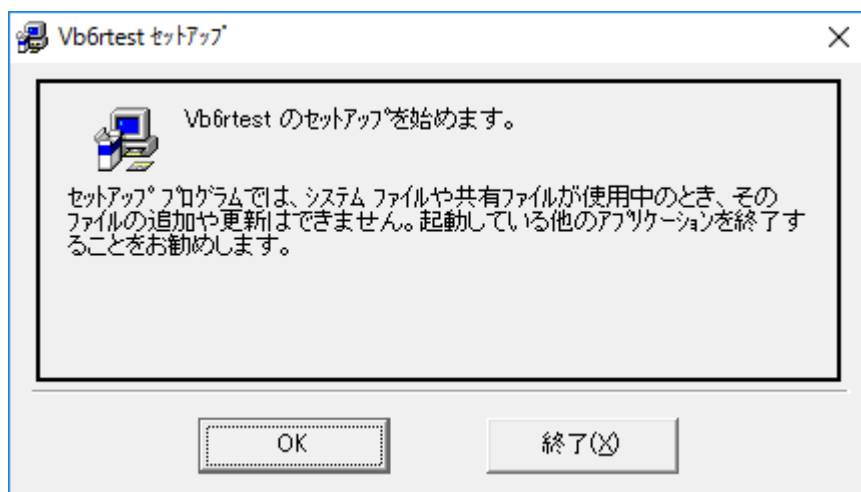 Vb6rtest ｾｯﾄｱｯﾌﾟ
Vb6rtest のｾｯﾄｱｯﾌﾟを始めます。
ｾｯﾄｱｯﾌﾟ ﾌﾟﾛｸﾞﾗﾑでは、ｼｽﾃﾑ ﾌｧｲﾙや共有ﾌｧｲﾙが使用中のとき、その
ﾌｧｲﾙの追加や更新はできません。起動している他のｱﾌﾟﾘｹｰｼｮﾝを終了す
ることをお勧めします。
OK
終了(X)